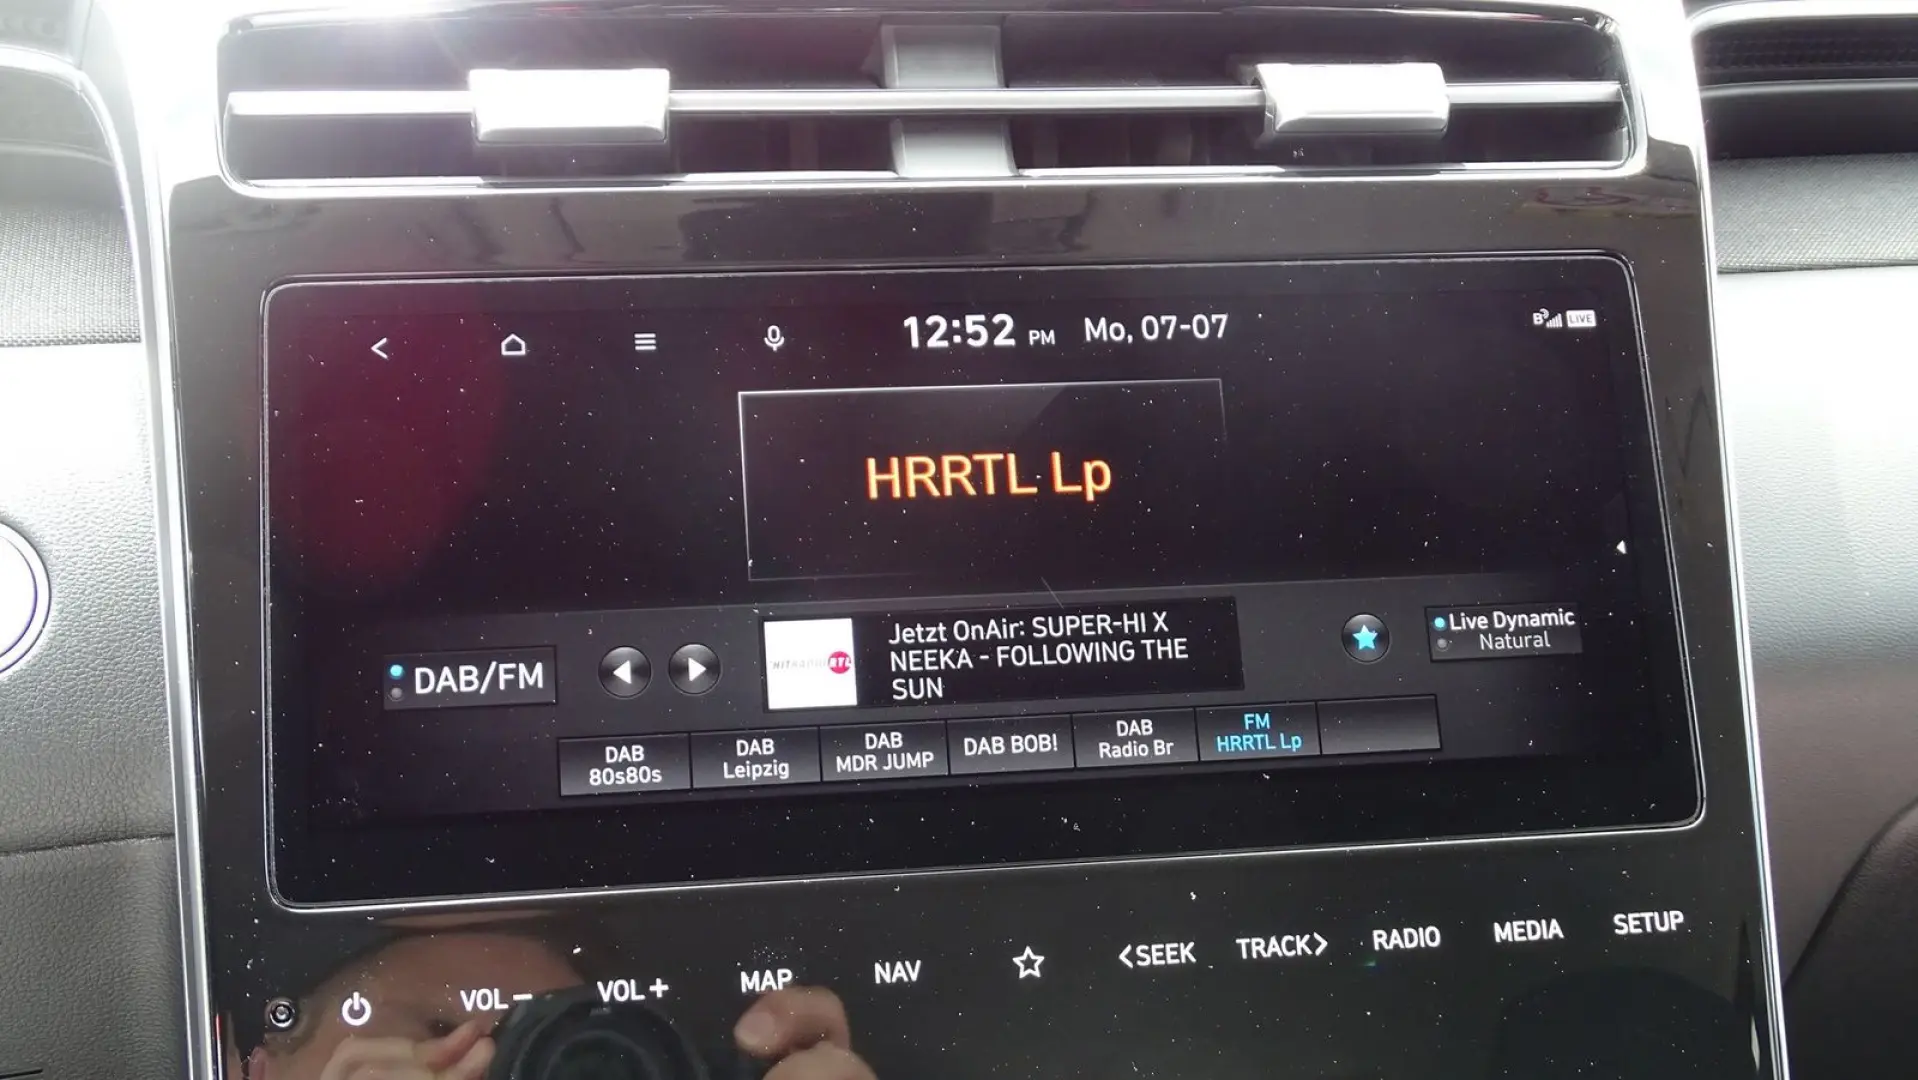 12:52 PM Mo, 07-07
LIVE
HRRTL Lp
Jetzt OnAir: SUPER-HI X
NEEKA - FOLLOWING THE
SUN
HITRADIO RTL
Live Dynamic
Natural
DAB/FM
DAB
80s80s
DAB
Leipzig
DAB
MDR JUMP
DAB BOB!
DAB
Radio Br
FM
HRRTL Lp
VOL−
VOL+
MAP
NAV
<SEEK
TRACK>
RADIO
MEDIA
SETUP